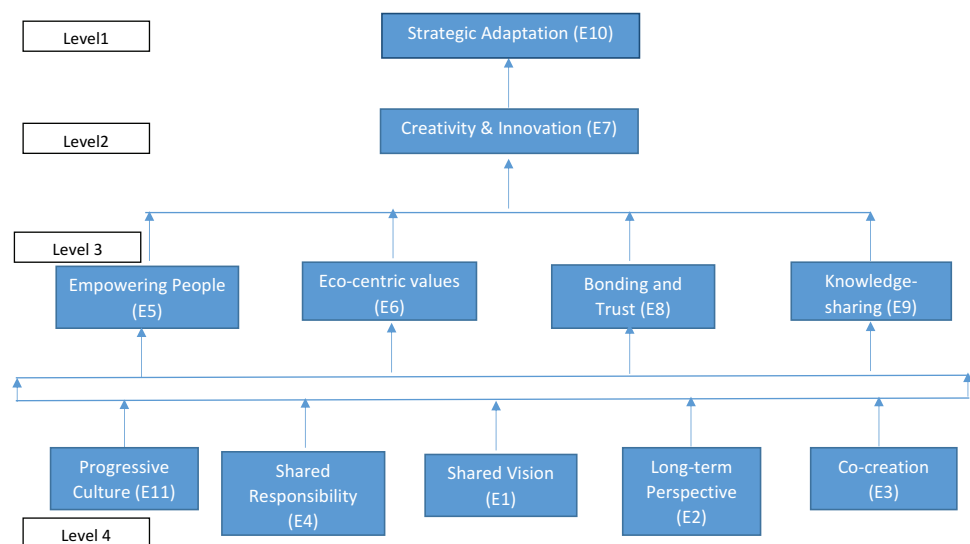 Level1
Strategic Adaptation (E10)
Level2
Creativity & Innovation (E7)
Level 3
Empowering People
(E5)
Eco-centric values
(E6)
Bonding and
Trust (E8)
Knowledge-
sharing (E9)
Progressive
Culture (E11)
Shared
Responsibility
(E4)
Shared Vision
(E1)
Long-term
Perspective
(E2)
Co-creation
(E3)
Level 4